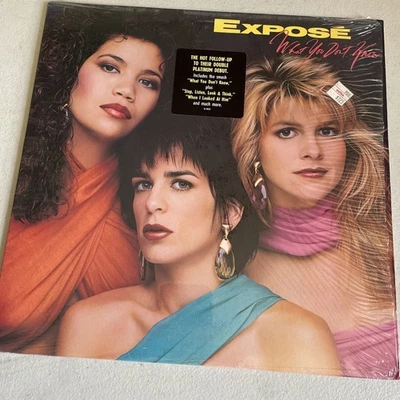 EXPOSÉ
What You Don't Know
THE HOT FOLLOW-UP
TO THEIR DOUBLE
PLATINUM DEBUT.
Includes the smash
"What You Don't Know,"
plus
"Stop, Listen, Look & Think,"
"When I Looked At Him"
and much more.